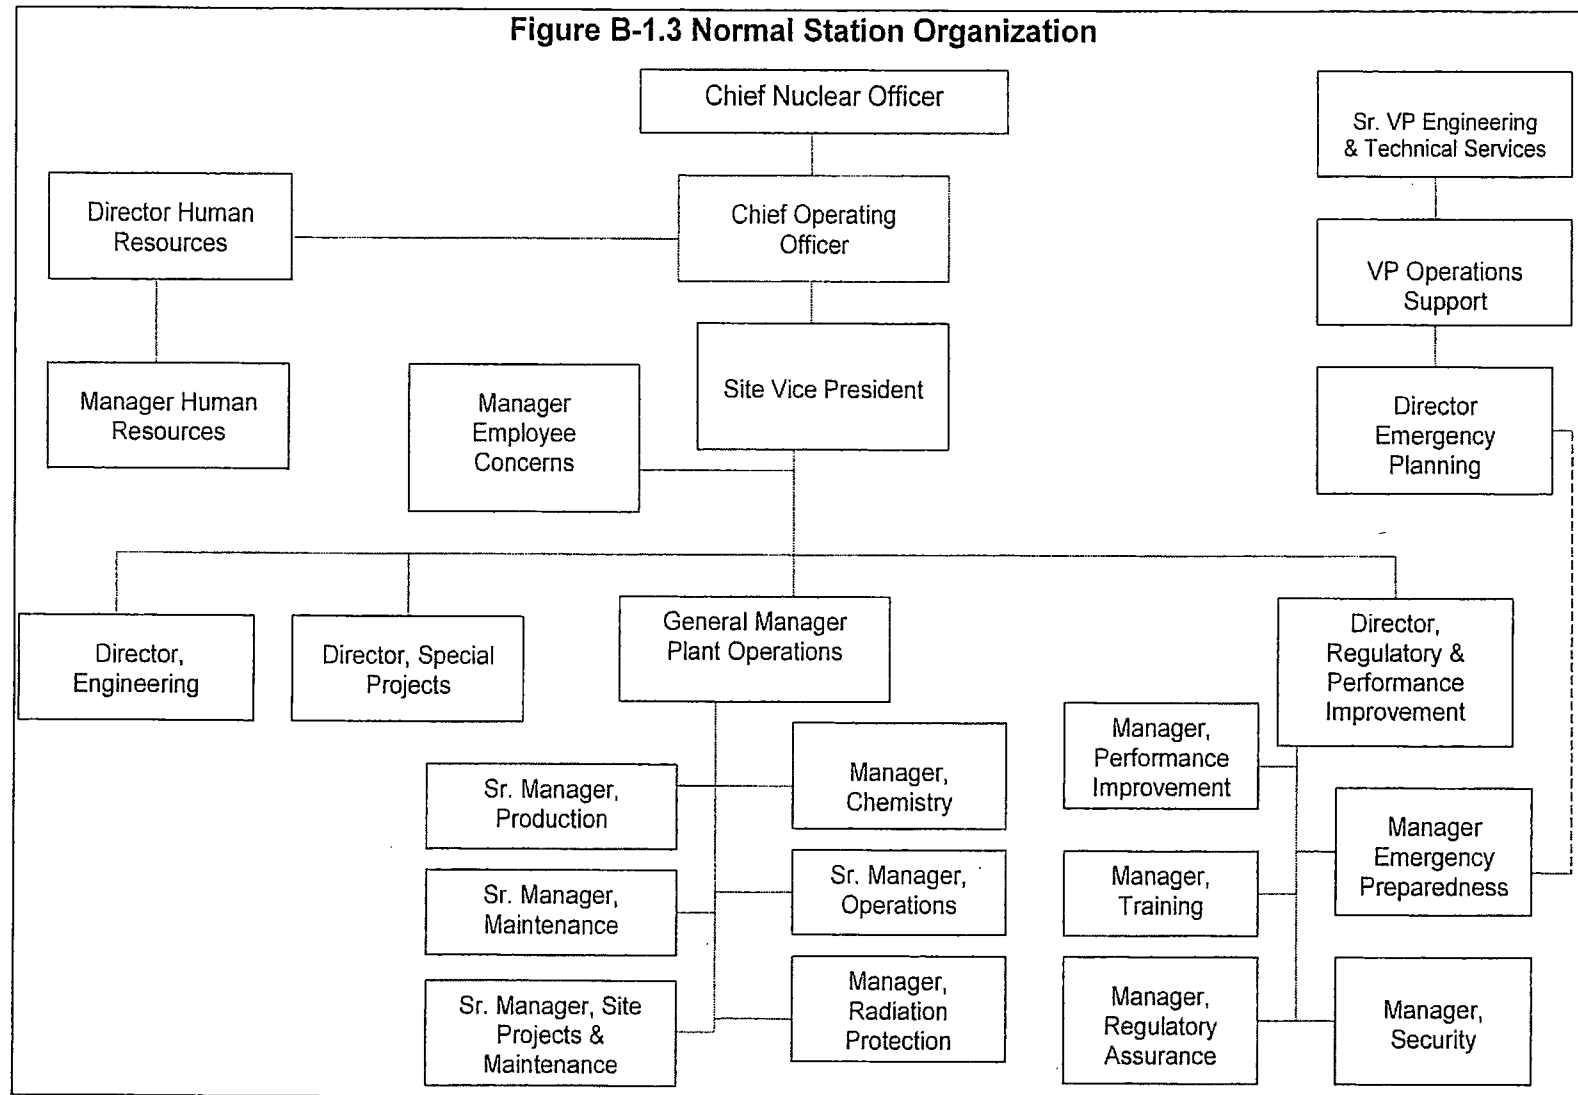 Figure B-1.3 Normal Station Organization
Chief Nuclear Officer
Sr. VP Engineering
& Technical Services
Director Human
Resources
Chief Operating
Officer
VP Operations
Support
Manager Human
Resources
Manager
Employee
Concerns
Site Vice President
Director
Emergency
Planning
Director,
Engineering
Director, Special
Projects
General Manager
Plant Operations
Director,
Regulatory &
Performance
Improvement
Sr. Manager,
Production
Manager,
Chemistry
Manager,
Performance
Improvement
Manager
Emergency
Preparedness
Sr. Manager,
Maintenance
Sr. Manager,
Operations
Manager,
Training
Sr. Manager, Site
Projects &
Maintenance
Manager,
Radiation
Protection
Manager,
Regulatory
Assurance
Manager,
Security